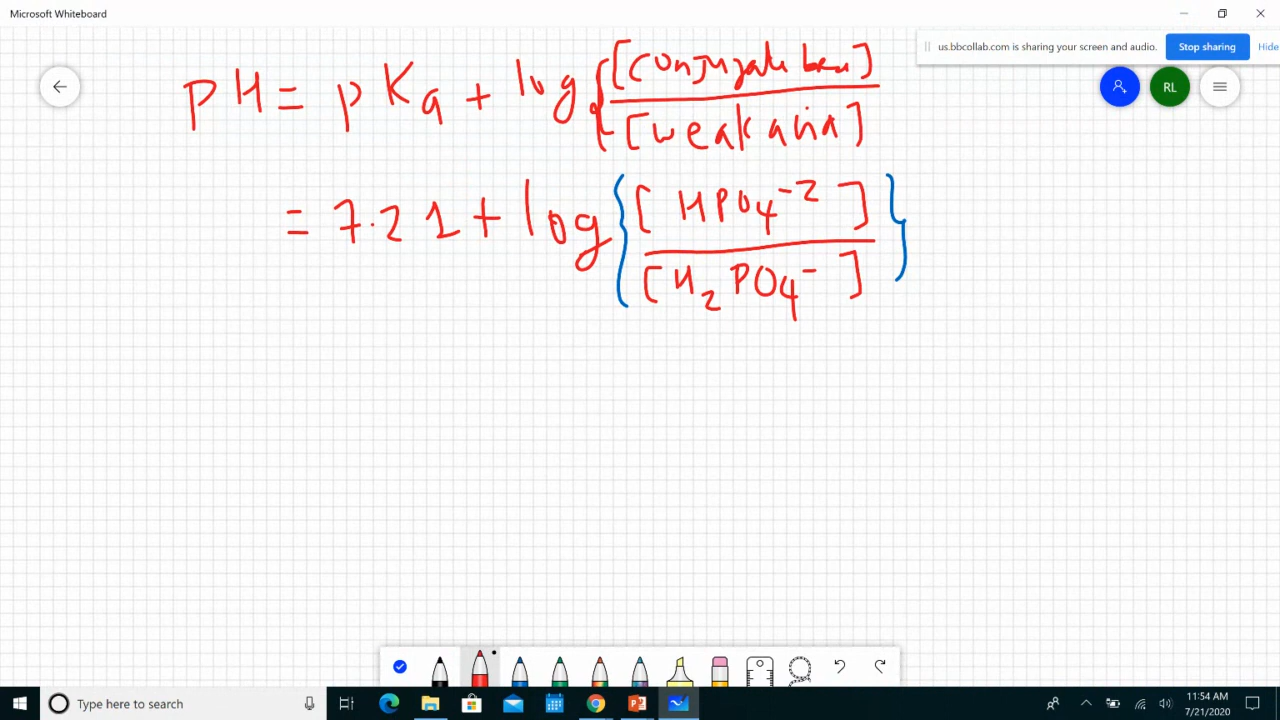 Microsoft Whiteboard
us.bbcollab.com is sharing your screen and audio. Stop sharing Hide
RL
PH = pKa + log { [Conjugate base]
[weak acid]
= 7.21 + log { [HPO4⁻²] }
[H2PO4⁻]
Type here to search
11:54 AM
7/21/2020